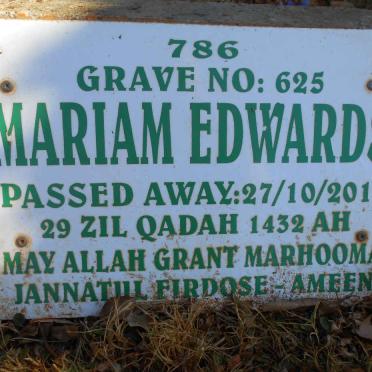 786
GRAVE NO: 625
MARIAM EDWARDS
PASSED AWAY:27/10/201
29 ZIL QADAH 1432 AH
MAY ALLAH GRANT MARHOOMA
JANNATUL FIRDOSE - AMEEN